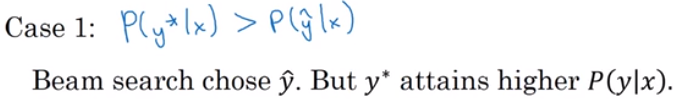 Case 1: P(y*|x) > P(ŷ|x)
Beam search chose ŷ. But y* attains higher P(y|x).